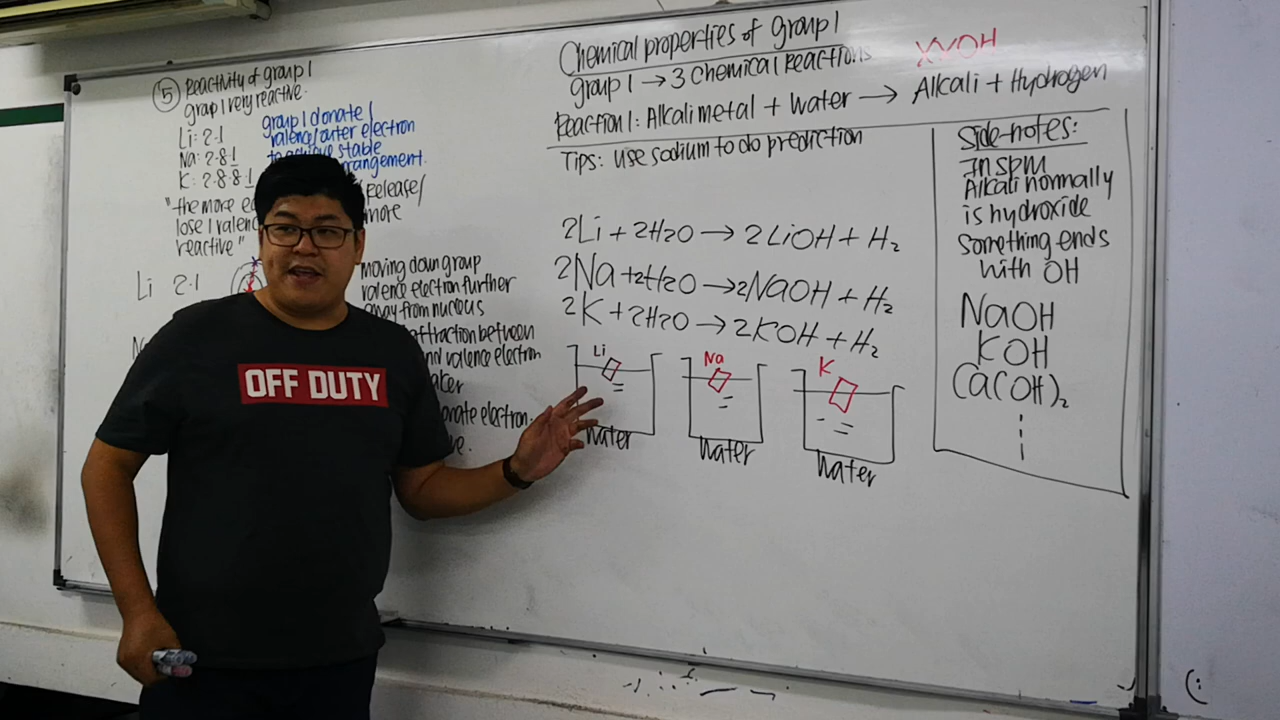 5 Reactivity of group 1
group 1 very reactive.
Li: 2.1
Na: 2.8.1
K: 2.8.8.1
group 1 donate 1
valence/outer electron
to achieve stable
arrangement.
release/
"the more
lose 1
more
reactive"
Li 2.1
moving down group
valence electron further
away from nucleus
attraction between
and valence electron
donate electron.
OFF DUTY
Chemical properties of group 1
group 1 → 3 Chemical Reactions
XYOH
Reaction 1: Alkali metal + Water → Alkali + Hydrogen
Tips: use sodium to do prediction
2Li + 2H2O → 2LiOH + H2
2Na + 2H2O → 2NaOH + H2
2K + 2H2O → 2KOH + H2
Li
Na
K
Water
Water
Water
Side-notes:
In SPM
Alkali normally
is hydroxide
something ends
with OH
NaOH
KOH
Ca(OH)2